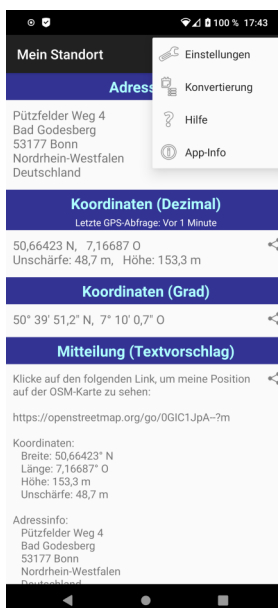 100 % 17:43
Mein Standort
Einstellungen
Konvertierung
Hilfe
App-Info
Pützfelder Weg 4
Bad Godesberg
53177 Bonn
Nordrhein-Westfalen
Deutschland
Koordinaten (Dezimal)
Letzte GPS-Abfrage: Vor 1 Minute
50,66423 N,   7,16687 O
Unschärfe: 48,7 m,   Höhe: 153,3 m
Koordinaten (Grad)
50° 39' 51,2" N,  7° 10' 0,7" O
Mitteilung (Textvorschlag)
Klicke auf den folgenden Link, um meine Position
auf der OSM-Karte zu sehen:
https://openstreetmap.org/go/0GIC1JpA--?m
Koordinaten:
Breite: 50,66423° N
Länge: 7,16687° O
Höhe: 153,3 m
Unschärfe: 48,7 m
Adressinfo:
Pützfelder Weg 4
Bad Godesberg
53177 Bonn
Nordrhein-Westfalen
Deutschland